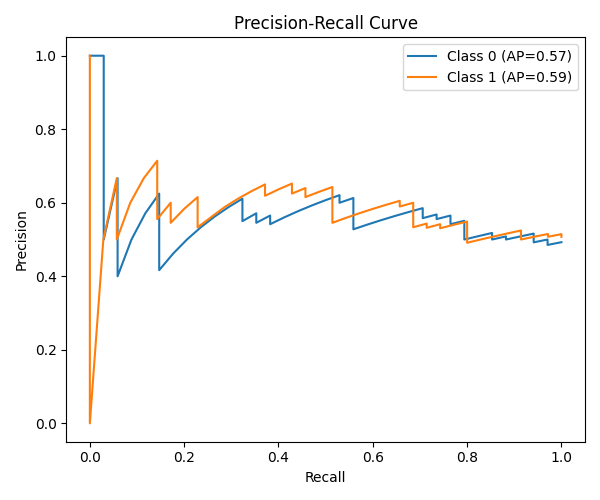 Precision-Recall Curve
Class 0 (AP=0.57)
Class 1 (AP=0.59)
Precision
1.0
0.8
0.6
0.4
0.2
0.0
0.0 0.2 0.4 0.6 0.8 1.0
Recall